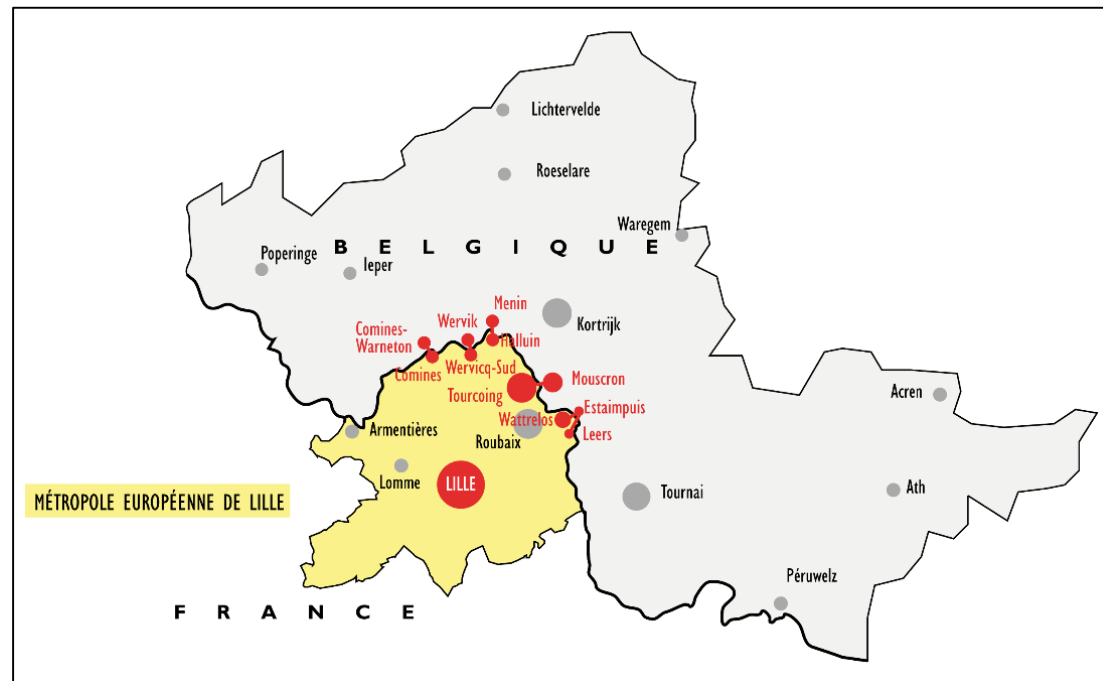 Lichtervelde
Roeselare
Waregem
B E L G I Q U E
Poperinge
Ieper
Menin
Kortrijk
Comines-
Warneton
Wervik
Halluin
Comines
Wervicq-Sud
Tourcoing
Mouscron
Estaimpuis
Wattrelos
Leers
Acren
Armentières
Roubaix
Lomme
LILLE
Tournai
Ath
MÉTROPOLE EUROPÉENNE DE LILLE
Péruwelz
F R A N C E